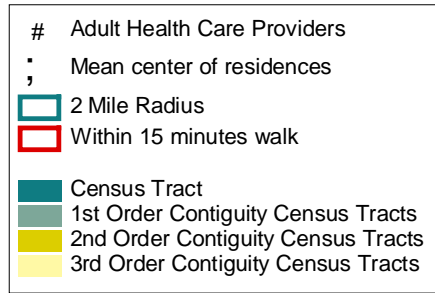 # Adult Health Care Providers
; Mean center of residences
2 Mile Radius
Within 15 minutes walk
Census Tract
1st Order Contiguity Census Tracts
2nd Order Contiguity Census Tracts
3rd Order Contiguity Census Tracts